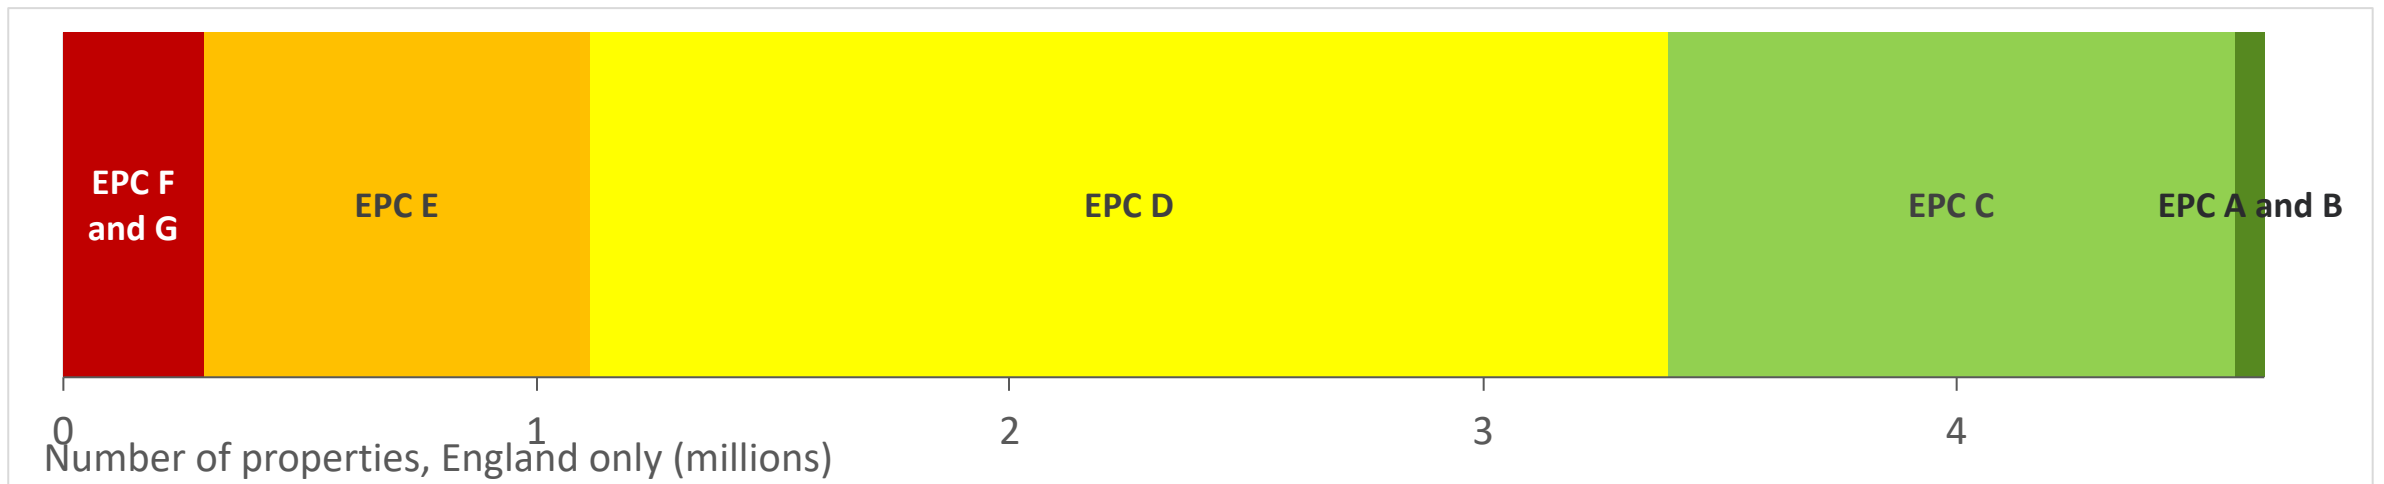 EPC F
and G
EPC E
EPC D
EPC C
EPC A and B
0 1 2 3 4
Number of properties, England only (millions)